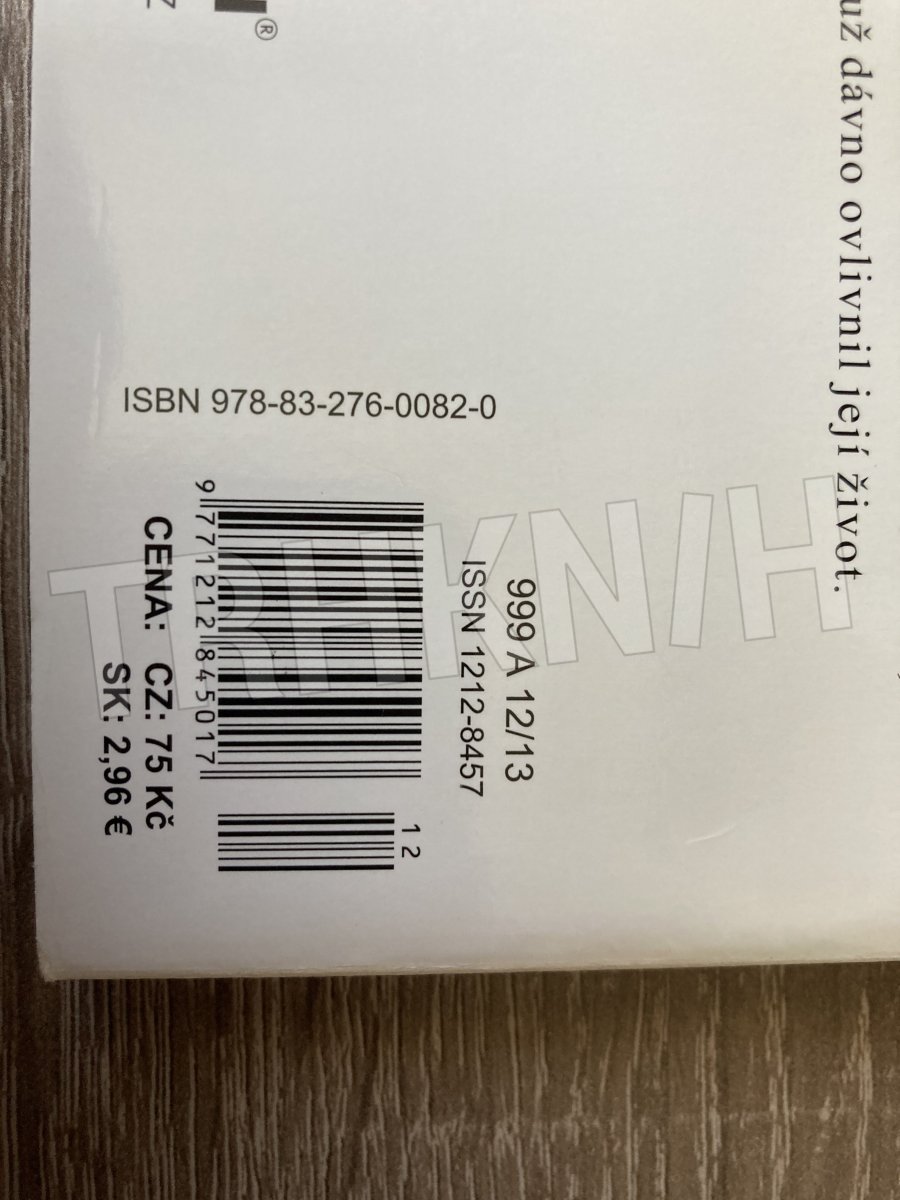 ®
už dávno ovlivnil její život.
ISBN 978-83-276-0082-0
999 A 12/13
ISSN 1212-8457
12
9 771212 845017
CENA: CZ: 75 Kč
SK: 2,96 €
TRHKNIH